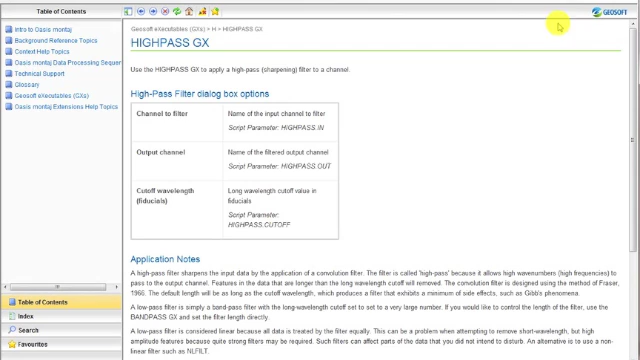 Table of Contents
GEOSOFT
Intro to Oasis montaj
Background Reference Topics
Context Help Topics
Oasis montaj Data Processing Sequen
Technical Support
Glossary
Geosoft eXecutables (GXs)
Oasis montaj Extensions Help Topics
Table of Contents
Index
Search
Favourites
Geosoft eXecutables (GXs) > H > HIGHPASS GX
HIGHPASS GX
Use the HIGHPASS GX to apply a high-pass (sharpening) filter to a channel.
High-Pass Filter dialog box options
Channel to filter
Name of the input channel to filter
Script Parameter: HIGHPASS.IN
Output channel
Name of the filtered output channel
Script Parameter: HIGHPASS.OUT
Cutoff wavelength
(fiducials)
Long wavelength cutoff value in
fiducials
Script Parameter:
HIGHPASS.CUTOFF
Application Notes
A high-pass filter sharpens the input data by the application of a convolution filter. The filter is called 'high-pass' because it allows high wavenumbers (high frequencies) to
pass to the output channel. Features in the data that are longer than the long wavelength cutoff will removed. The convolution filter is designed using the method of Fraser,
1966. The default length will be as long as the cutoff wavelength, which produces a filter that exhibits a minimum of side effects, such as Gibb's phenomena.
A low-pass filter is simply a band-pass filter with the long-wavelength cutoff set to set to a very large number. If you would like to control the length of the filter, use the
BANDPASS GX and set the filter length directly.
A low-pass filter is considered linear because all data is treated by the filter equally. This can be a problem when attempting to remove short-wavelength, but high
amplitude features because quite strong filters may be required. Such filters can affect parts of the data that you did not intend to disturb. An alternative is to use a non-
linear filter such as NLFILT.